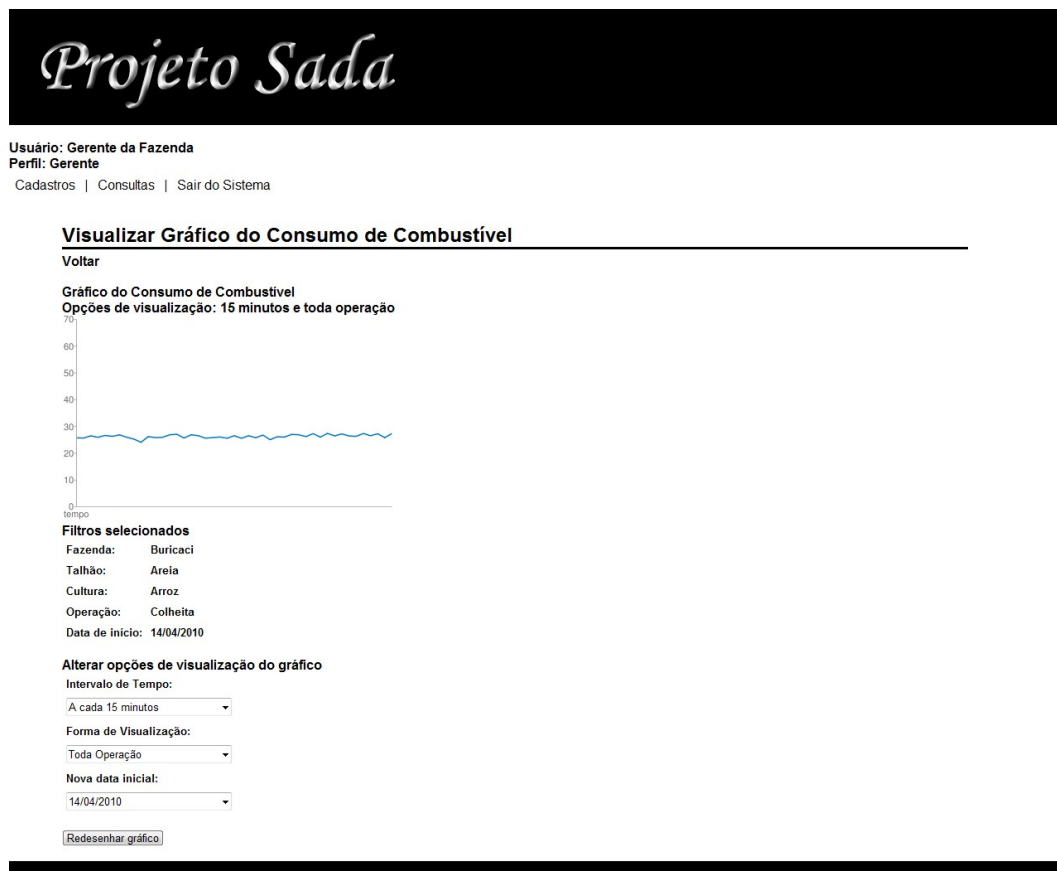 Projeto Sada
Usuário: Gerente da Fazenda
Perfil: Gerente
Cadastros | Consultas | Sair do Sistema
Visualizar Gráfico do Consumo de Combustível
Voltar
Gráfico do Consumo de Combustível
Opções de visualização: 15 minutos e toda operação
70
60
50
40
30
20
10
0
tempo
Filtros selecionados
Fazenda: Buricaci
Talhão: Areia
Cultura: Arroz
Operação: Colheita
Data de início: 14/04/2010
Alterar opções de visualização do gráfico
Intervalo de Tempo:
A cada 15 minutos
Forma de Visualização:
Toda Operação
Nova data inicial:
14/04/2010
Redesenhar gráfico